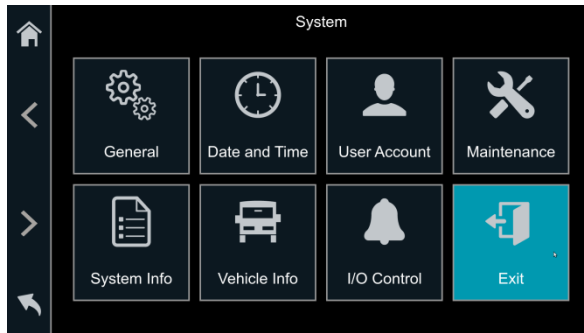 System
General
Date and Time
User Account
Maintenance
System Info
Vehicle Info
I/O Control
Exit